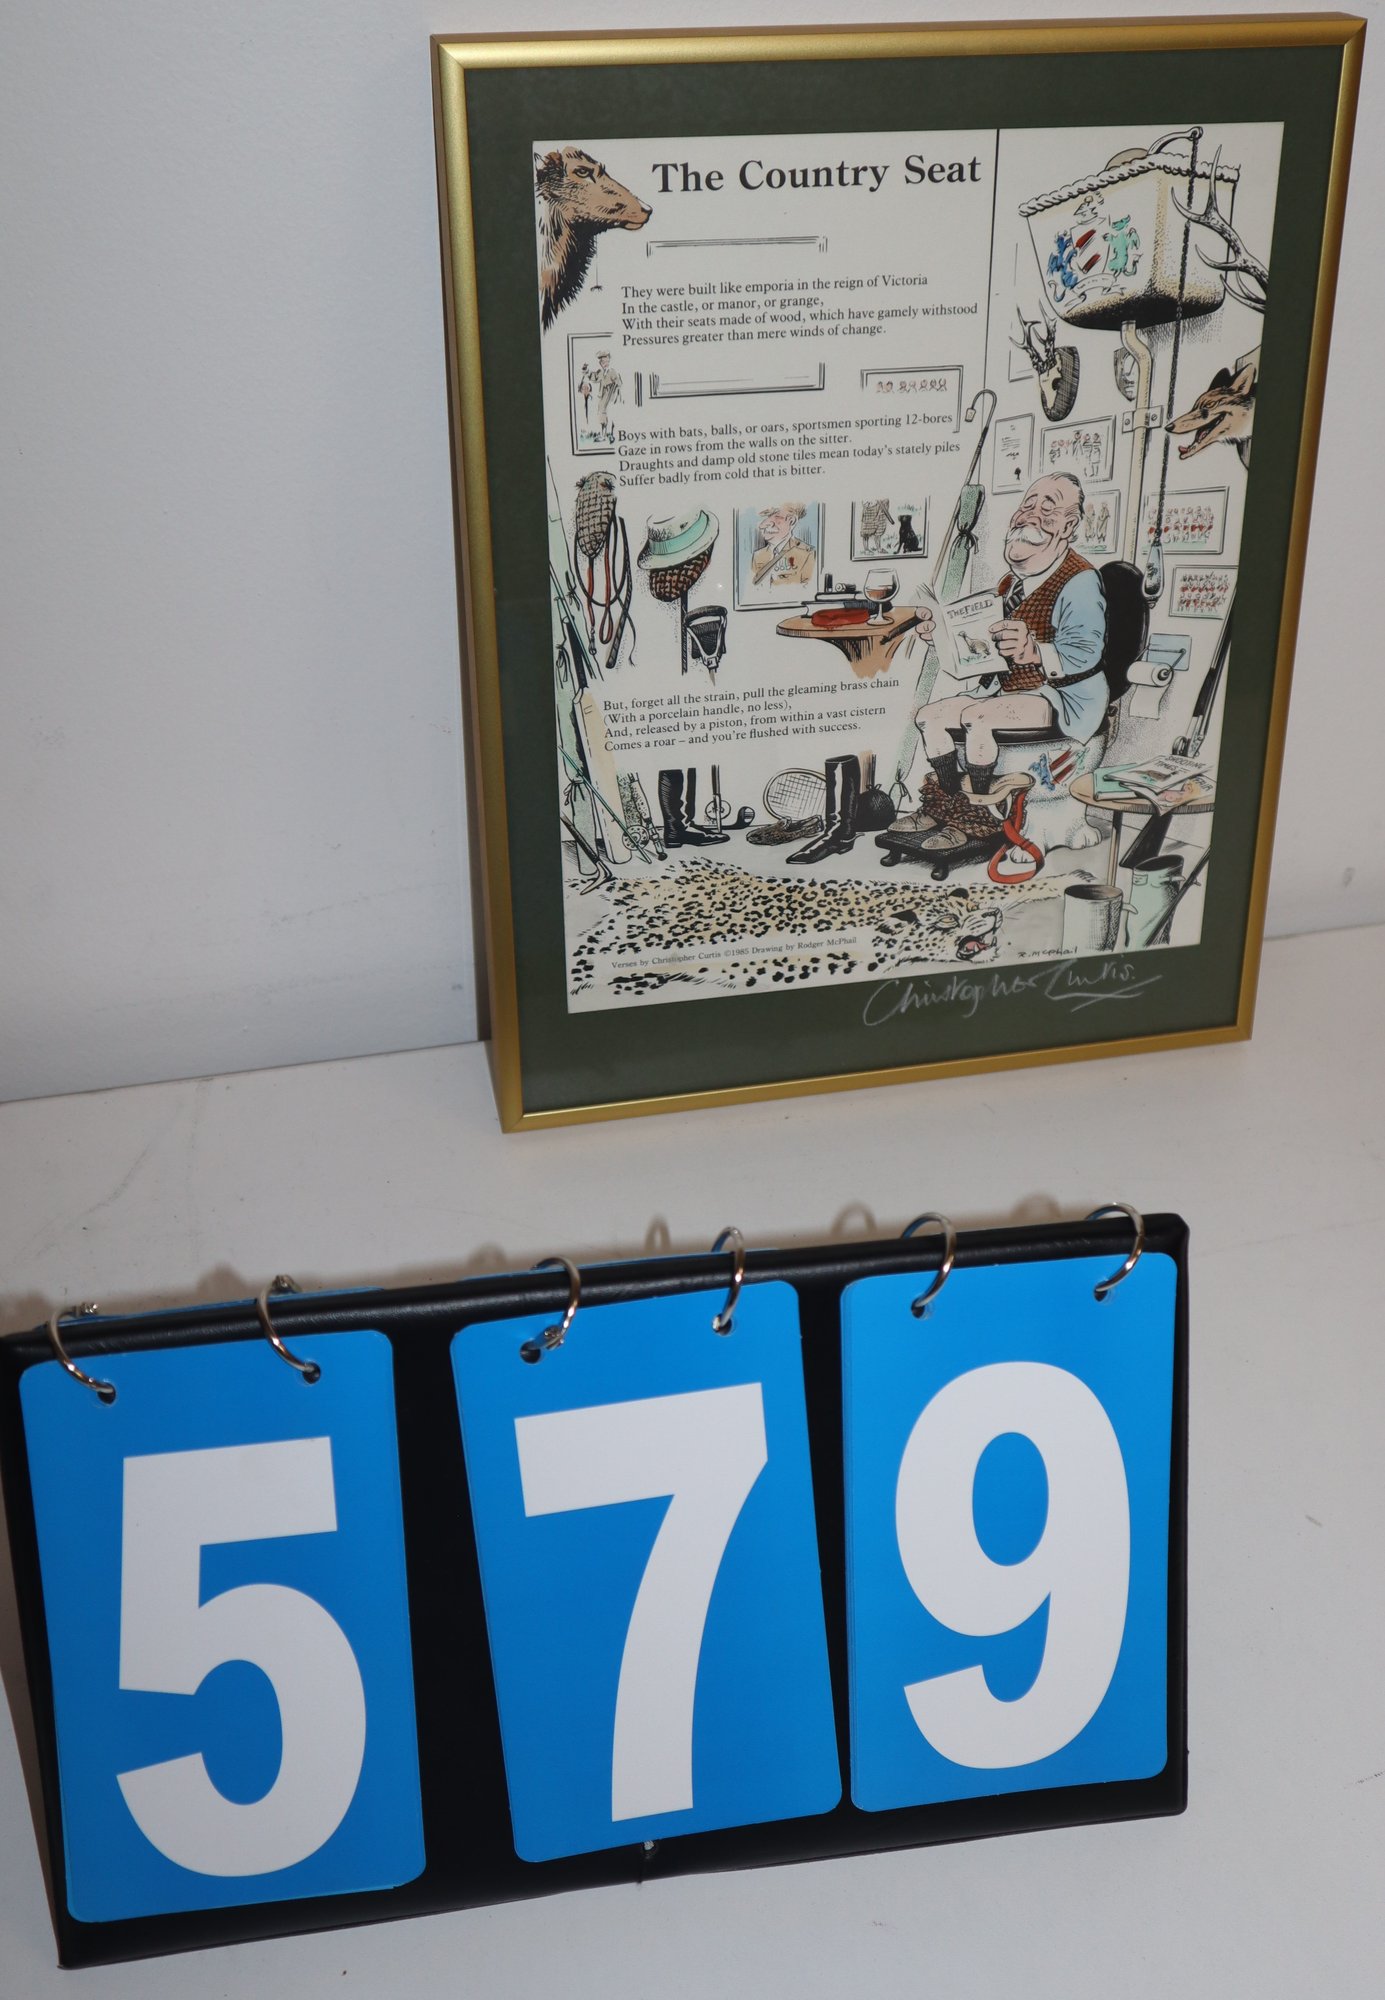 The Country Seat
They were built like emporia in the reign of Victoria
In the castle, or manor, or grange,
With their seats made of wood, which have gamely withstood
Pressures greater than mere winds of change.
Boys with bats, balls, or oars, sportsmen sporting 12-bores
Gaze in rows from the walls on the sitter.
Draughts and damp old stone tiles mean today's stately piles
Suffer badly from cold that is bitter.
THE FIELD
But, forget all the strain, pull the gleaming brass chain
(With a porcelain handle, no less),
And, released by a piston, from within a vast cistern
Comes a roar – and you're flushed with success.
SHOOTING
TIMES
Verses by Christopher Curtis ©1985 Drawing by Rodger McPhail
R. McPhail
Christopher Curtis.
579